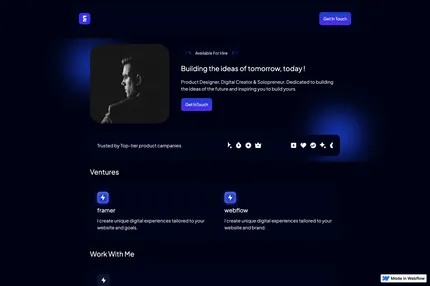 Get In Touch
Available For Hire
Building the ideas of tomorrow, today!
Product Designer, Digital Creator & Solopreneur. Dedicated to building
the ideas of the future and inspiring you to build yours.
Get In Touch
Trusted by Top-tier product campanies
Ventures
framer
I create unique digital experiences tailored to your
website and goals.
webflow
I create unique digital experiences tailored to your
website and brand.
Work With Me
Made in Webflow